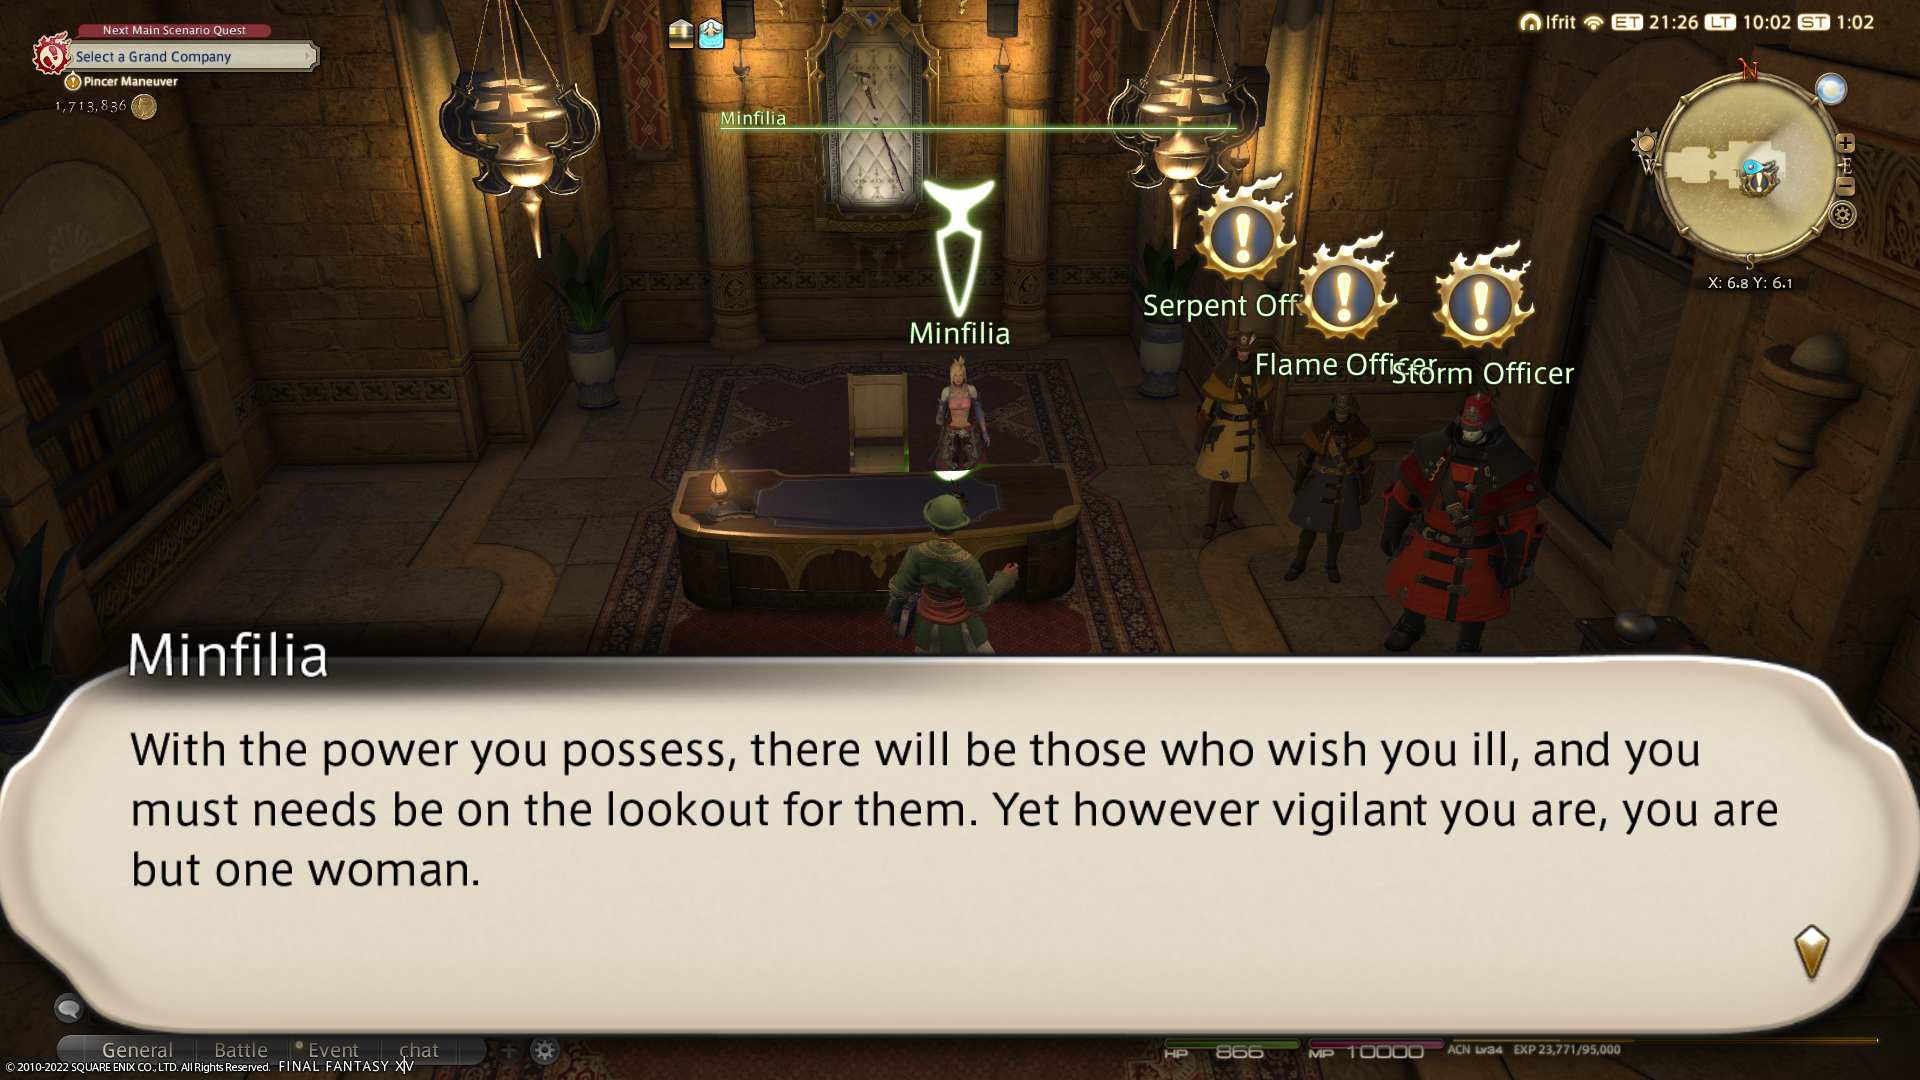 Next Main Scenario Quest
Select a Grand Company
Pincer Maneuver
1,713,836
Ifrit ET 21:26 LT 10:02 ST 1:02
N
W
E
S
X: 6.8 Y: 6.1
Minfilia
Minfilia
Serpent Off
Flame Officer
Storm Officer
Minfilia
With the power you possess, there will be those who wish you ill, and you
must needs be on the lookout for them. Yet however vigilant you are, you are
but one woman.
General Battle Event chat
HP 866 MP 10000 ACN Lv34 EXP 23,771/95,000
© 2010-2022 SQUARE ENIX CO., LTD. All Rights Reserved. FINAL FANTASY XIV